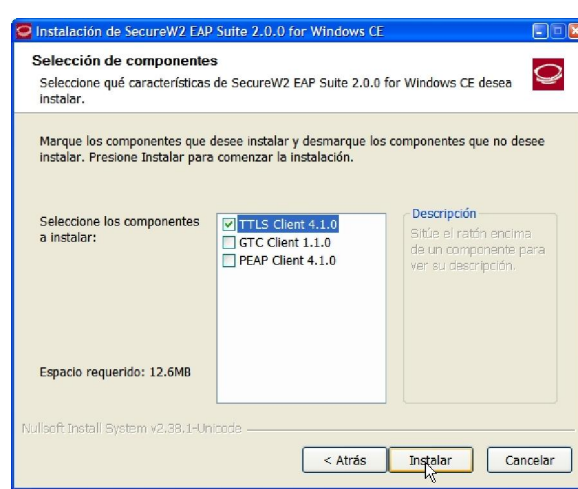 Instalación de SecureW2 EAP Suite 2.0.0 for Windows CE
Selección de componentes
Seleccione qué características de SecureW2 EAP Suite 2.0.0 for Windows CE desea
instalar.
Marque los componentes que desee instalar y desmarque los componentes que no desee
instalar. Presione Instalar para comenzar la instalación.
Seleccione los componentes
a instalar:
TTLS Client 4.1.0
GTC Client 1.1.0
PEAP Client 4.1.0
Descripción
Sitúe el ratón encima
de un componente para
ver su descripción.
Espacio requerido: 12.6MB
Nullsoft Install System v2.38.1-Unicode
< Atrás
Instalar
Cancelar